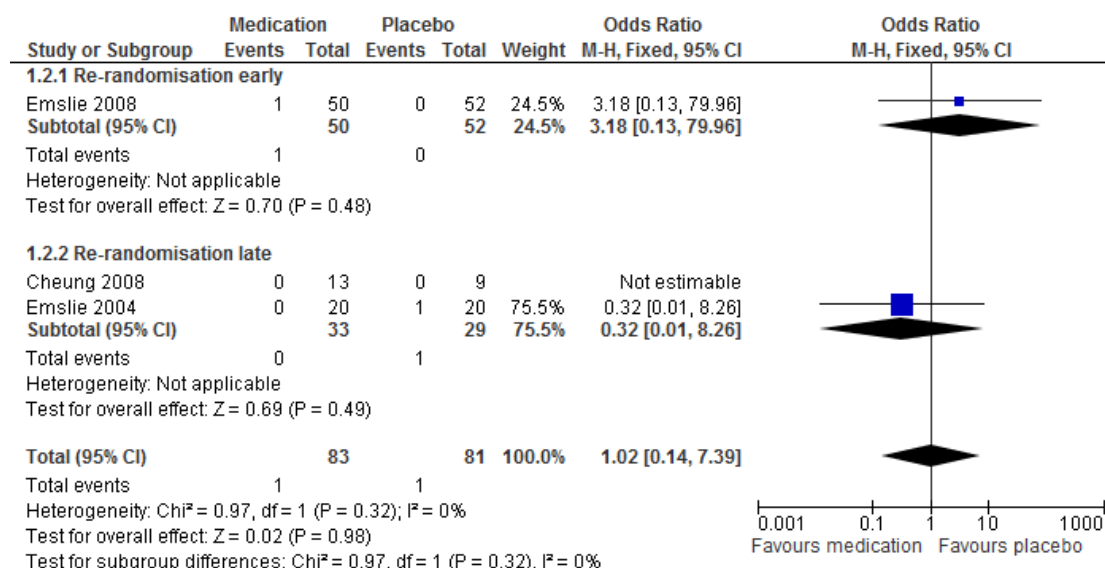 Medication Placebo Odds Ratio Odds Ratio
Study or Subgroup Events Total Events Total Weight M-H, Fixed, 95% CI M-H, Fixed, 95% CI
1.2.1 Re-randomisation early
Emslie 2008 1 50 0 52 24.5% 3.18 [0.13, 79.96]
Subtotal (95% CI) 50 52 24.5% 3.18 [0.13, 79.96]
Total events 1 0
Heterogeneity: Not applicable
Test for overall effect: Z = 0.70 (P = 0.48)
1.2.2 Re-randomisation late
Cheung 2008 0 13 0 9 Not estimable
Emslie 2004 0 20 1 20 75.5% 0.32 [0.01, 8.26]
Subtotal (95% CI) 33 29 75.5% 0.32 [0.01, 8.26]
Total events 0 1
Heterogeneity: Not applicable
Test for overall effect: Z = 0.69 (P = 0.49)
Total (95% CI) 83 81 100.0% 1.02 [0.14, 7.39]
Total events 1 1
Heterogeneity: Chi² = 0.97, df = 1 (P = 0.32); I² = 0%
Test for overall effect: Z = 0.02 (P = 0.98)
Test for subgroup differences: Chi² = 0.97, df = 1 (P = 0.32), I² = 0%
0.001 0.1 1 10 1000
Favours medication Favours placebo